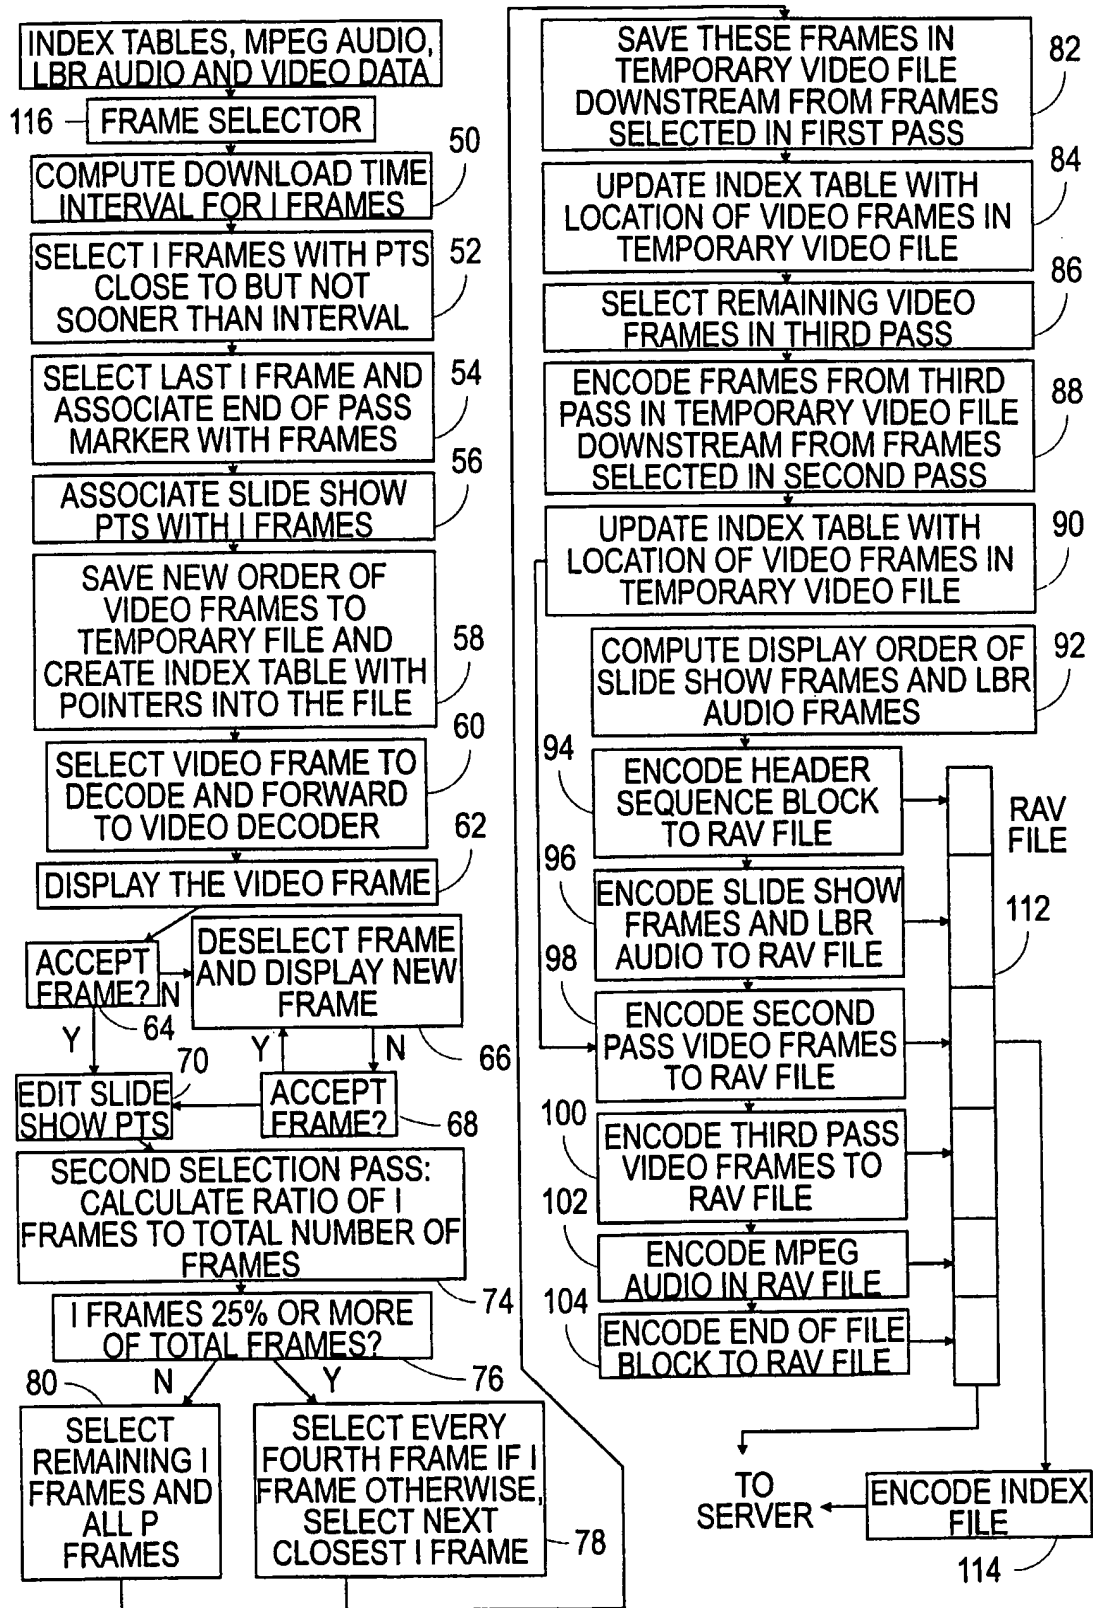 INDEX TABLES, MPEG AUDIO,
LBR AUDIO AND VIDEO DATA
116
FRAME SELECTOR
50
COMPUTE DOWNLOAD TIME
INTERVAL FOR I FRAMES
52
SELECT I FRAMES WITH PTS
CLOSE TO BUT NOT
SOONER THAN INTERVAL
54
SELECT LAST I FRAME AND
ASSOCIATE END OF PASS
MARKER WITH FRAMES
56
ASSOCIATE SLIDE SHOW
PTS WITH I FRAMES
58
SAVE NEW ORDER OF
VIDEO FRAMES TO
TEMPORARY FILE AND
CREATE INDEX TABLE WITH
POINTERS INTO THE FILE
60
SELECT VIDEO FRAME TO
DECODE AND FORWARD
TO VIDEO DECODER
62
DISPLAY THE VIDEO FRAME
ACCEPT
FRAME?
N
64
Y
DESELECT FRAME
AND DISPLAY NEW
FRAME
66
Y
N
ACCEPT
FRAME?
68
70
EDIT SLIDE
SHOW PTS
SECOND SELECTION PASS:
CALCULATE RATIO OF I
FRAMES TO TOTAL NUMBER OF
FRAMES
74
I FRAMES 25% OR MORE
OF TOTAL FRAMES?
76
N
Y
80
SELECT
REMAINING I
FRAMES AND
ALL P
FRAMES
SELECT EVERY
FOURTH FRAME IF I
FRAME OTHERWISE,
SELECT NEXT
CLOSEST I FRAME
78
SAVE THESE FRAMES IN
TEMPORARY VIDEO FILE
DOWNSTREAM FROM FRAMES
SELECTED IN FIRST PASS
82
UPDATE INDEX TABLE WITH
LOCATION OF VIDEO FRAMES IN
TEMPORARY VIDEO FILE
84
SELECT REMAINING VIDEO
FRAMES IN THIRD PASS
86
ENCODE FRAMES FROM THIRD
PASS IN TEMPORARY VIDEO FILE
DOWNSTREAM FROM FRAMES
SELECTED IN SECOND PASS
88
UPDATE INDEX TABLE WITH
LOCATION OF VIDEO FRAMES IN
TEMPORARY VIDEO FILE
90
COMPUTE DISPLAY ORDER OF
SLIDE SHOW FRAMES AND LBR
AUDIO FRAMES
92
94
ENCODE HEADER
SEQUENCE BLOCK
TO RAV FILE
RAV
FILE
96
ENCODE SLIDE SHOW
FRAMES AND LBR
AUDIO TO RAV FILE
112
98
ENCODE SECOND
PASS VIDEO FRAMES
TO RAV FILE
100
ENCODE THIRD PASS
VIDEO FRAMES TO
RAV FILE
102
ENCODE MPEG
AUDIO IN RAV FILE
104
ENCODE END OF FILE
BLOCK TO RAV FILE
TO
SERVER
ENCODE INDEX
FILE
114